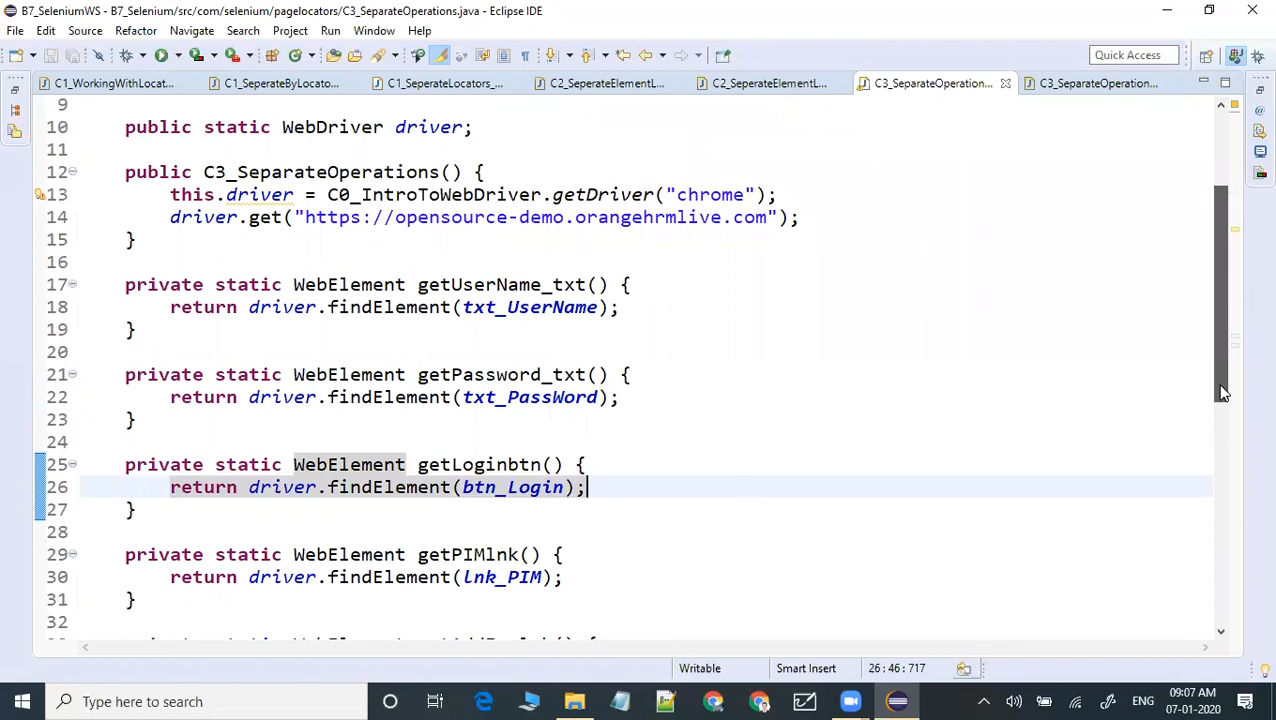 B7_SeleniumWS - B7_Selenium/src/com/selenium/pagelocators/C3_SeparateOperations.java - Eclipse IDE
File Edit Source Refactor Navigate Search Project Run Window Help
Quick Access
C1_WorkingWithLocat... C1_SeperateByLocato... C1_SeperateLocators_... C2_SeperateElementL... C2_SeperateElementL... C3_SeparateOperation... C3_SeparateOperation...
9
10 public static WebDriver driver;
11
12 public C3_SeparateOperations() {
13 this.driver = C0_IntroToWebDriver.getDriver("chrome");
14 driver.get("https://opensource-demo.orangehrmlive.com");
15 }
16
17 private static WebElement getUserName_txt() {
18 return driver.findElement(txt_UserName);
19 }
20
21 private static WebElement getPassword_txt() {
22 return driver.findElement(txt_PassWord);
23 }
24
25 private static WebElement getLoginbtn() {
26 return driver.findElement(btn_Login);
27 }
28
29 private static WebElement getPIMlnk() {
30 return driver.findElement(lnk_PIM);
31 }
32
Writable Smart Insert 26 : 46 : 717
Type here to search
ENG
09:07 AM
07-01-2020